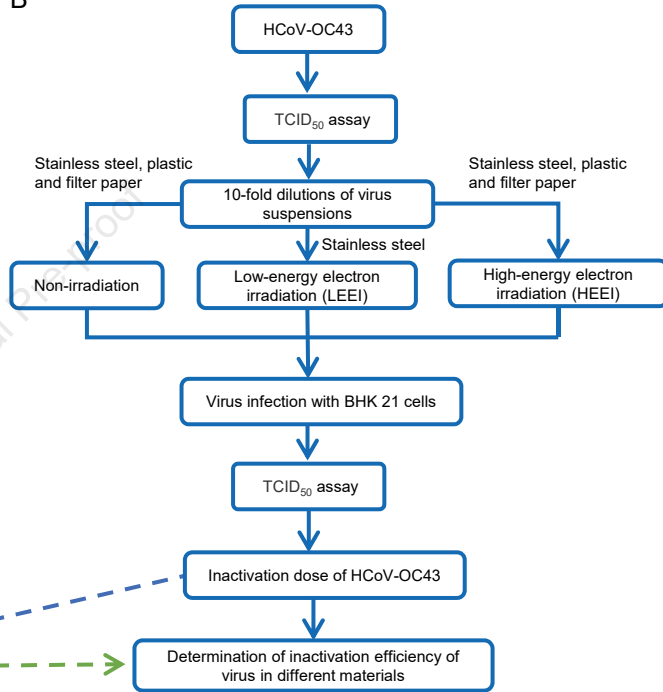 B
HCoV-OC43
TCID₅₀ assay
Stainless steel, plastic
and filter paper
Stainless steel, plastic
and filter paper
10-fold dilutions of virus
suspensions
Stainless steel
Non-irradiation
Low-energy electron
irradiation (LEEI)
High-energy electron
irradiation (HEEI)
Virus infection with BHK 21 cells
TCID₅₀ assay
Inactivation dose of HCoV-OC43
Determination of inactivation efficiency of
virus in different materials
Pre-proof